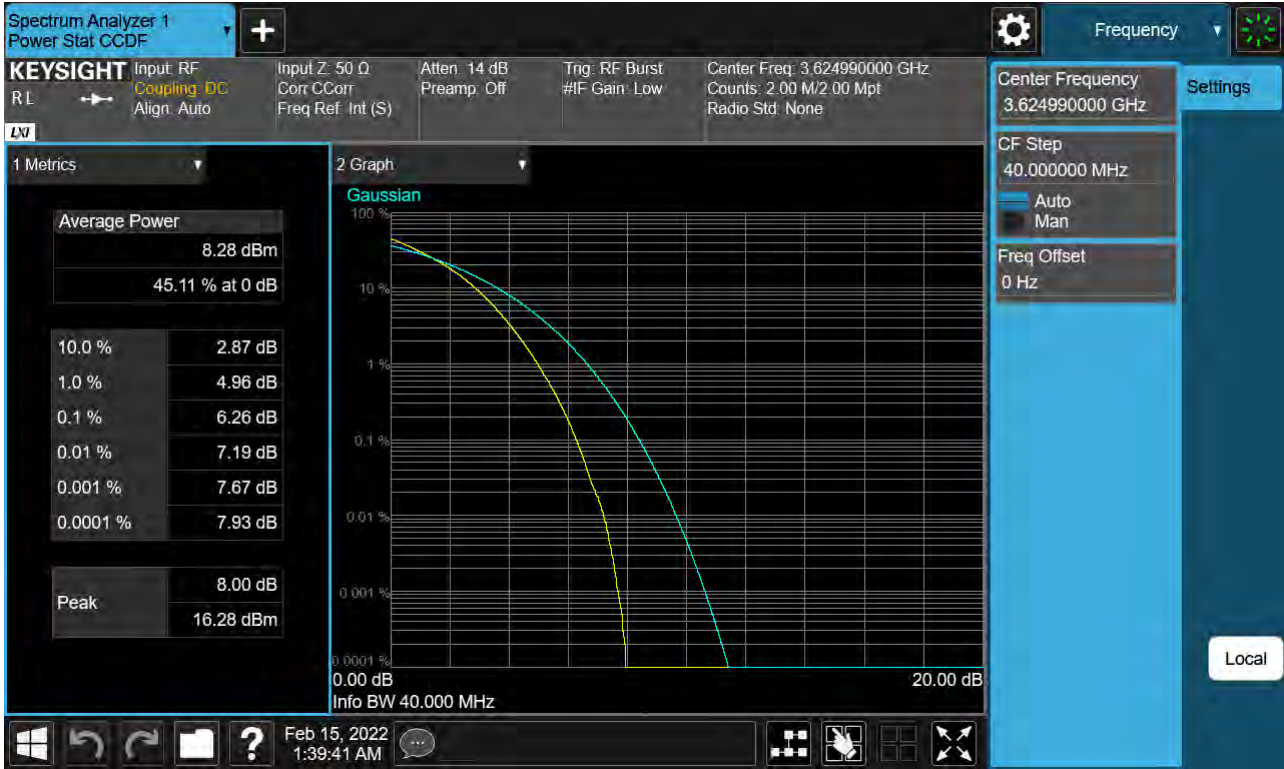 Spectrum Analyzer 1
Power Stat CCDF
Frequency
KEYSIGHT
R L
LXI
Input: RF
Coupling: DC
Align: Auto
Input Z: 50 Ω
Corr CCorr
Freq Ref: Int (S)
Atten: 14 dB
Preamp: Off
Trig: RF Burst
#IF Gain: Low
Center Freq: 3.624990000 GHz
Counts: 2.00 M/2.00 Mpt
Radio Std: None
Center Frequency
3.624990000 GHz
Settings
CF Step
40.000000 MHz
Auto
Man
Freq Offset
0 Hz
1 Metrics
Average Power
8.28 dBm
45.11 % at 0 dB
10.0 % 2.87 dB
1.0 % 4.96 dB
0.1 % 6.26 dB
0.01 % 7.19 dB
0.001 % 7.67 dB
0.0001 % 7.93 dB
Peak
8.00 dB
16.28 dBm
2 Graph
Gaussian
100 %
10 %
1 %
0.1 %
0.01 %
0.001 %
0.0001 %
0.00 dB 20.00 dB
Info BW 40.000 MHz
Local
?
Feb 15, 2022
1:39:41 AM